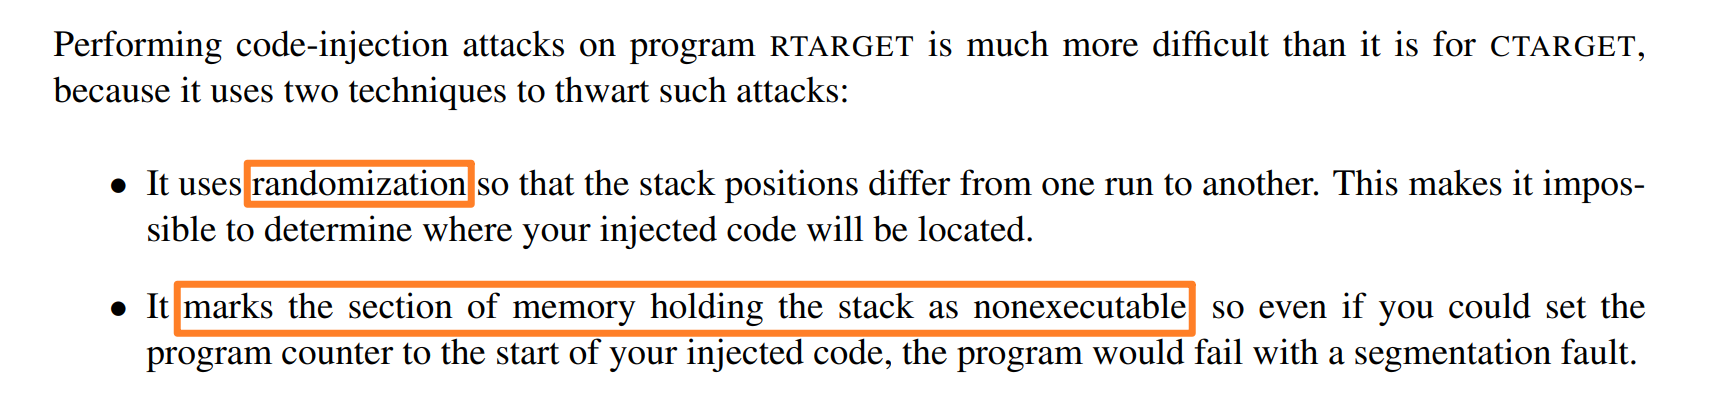 Performing code-injection attacks on program RTARGET is much more difficult than it is for CTARGET,
because it uses two techniques to thwart such attacks:
• It uses randomization so that the stack positions differ from one run to another. This makes it impos-
sible to determine where your injected code will be located.
• It marks the section of memory holding the stack as nonexecutable so even if you could set the
program counter to the start of your injected code, the program would fail with a segmentation fault.